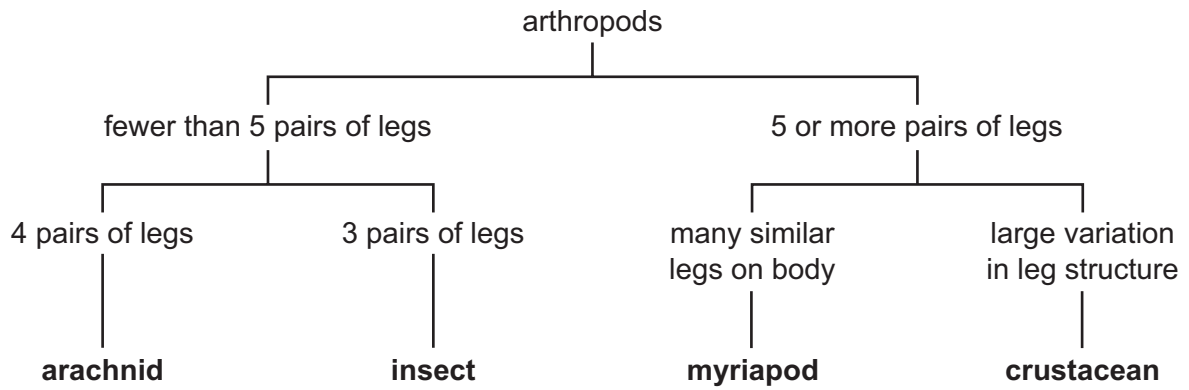 arthropods
fewer than 5 pairs of legs
5 or more pairs of legs
4 pairs of legs
3 pairs of legs
many similar
legs on body
large variation
in leg structure
arachnid
insect
myriapod
crustacean